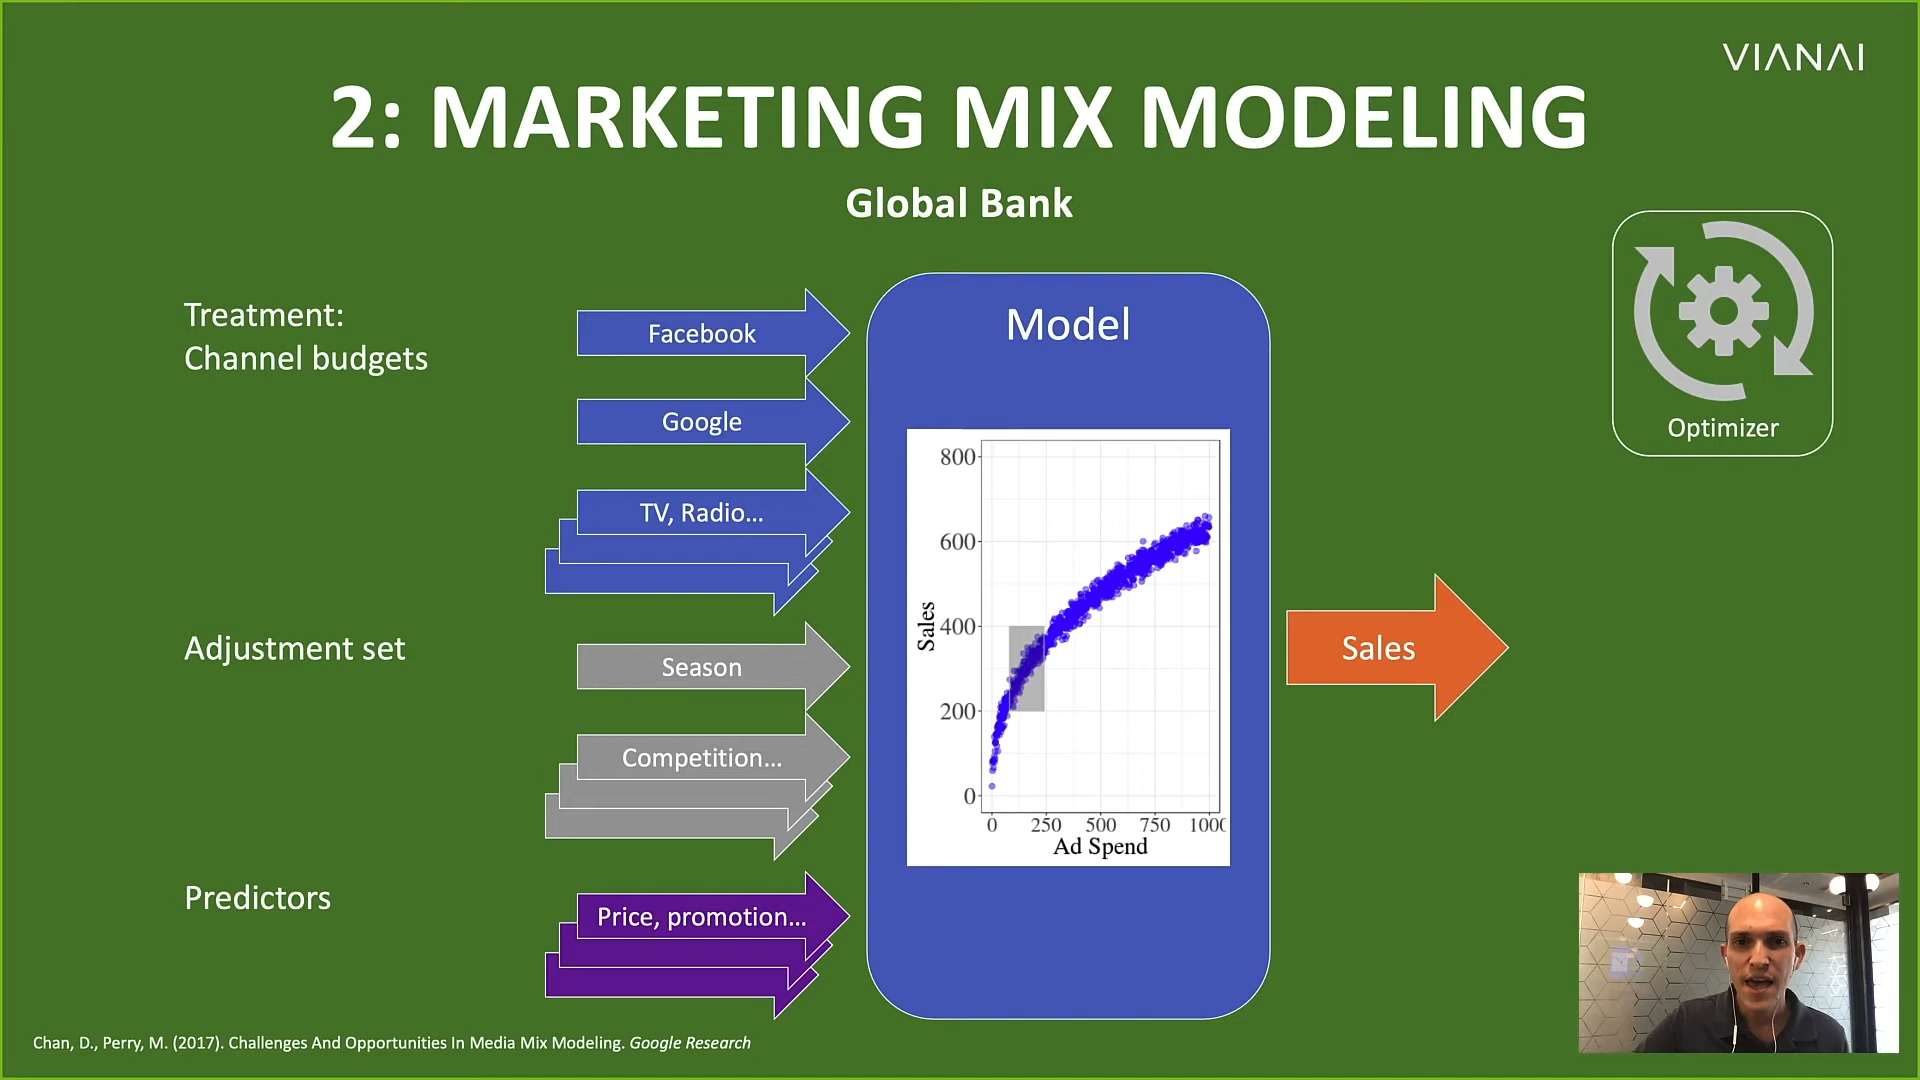 VIANAI
2: MARKETING MIX MODELING
Global Bank
Treatment:
Channel budgets
Facebook
Google
TV, Radio...
Adjustment set
Season
Competition...
Predictors
Price, promotion...
Model
800
600
400
200
0
Sales
0 250 500 750 1000
Ad Spend
Sales
Optimizer
Chan, D., Perry, M. (2017). Challenges And Opportunities In Media Mix Modeling. Google Research